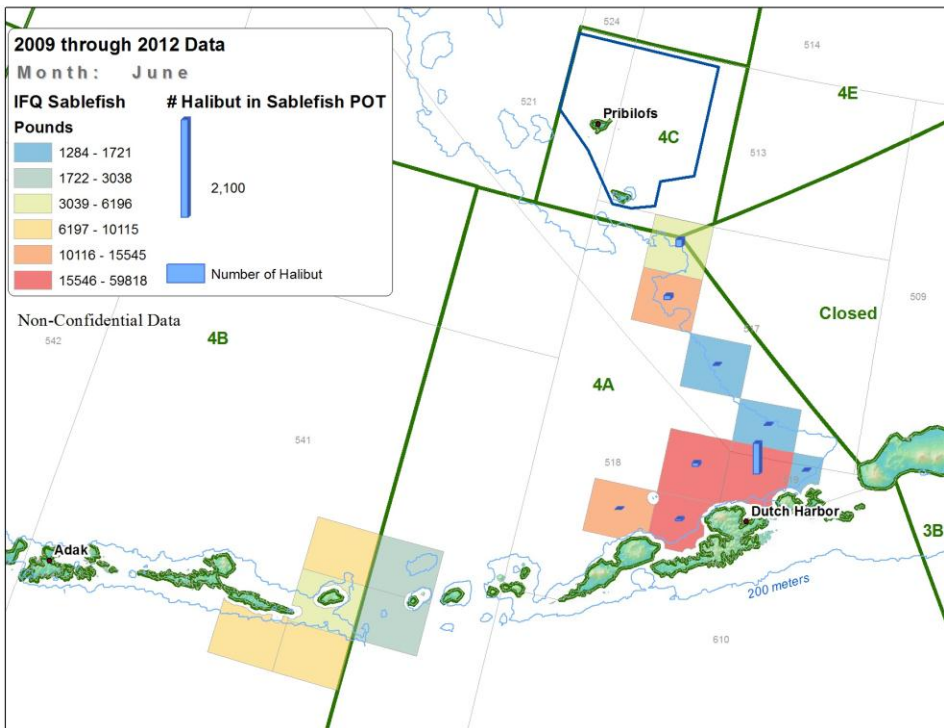 2009 through 2012 Data
Month: June
IFQ Sablefish # Halibut in Sablefish POT
Pounds
1284 - 1721
1722 - 3038
2,100
3039 - 6196
6197 - 10115
10116 - 15545
15546 - 59818
Number of Halibut
Non-Confidential Data
524
514
4E
521
Pribilofs
4C
513
509
517
Closed
542
4B
4A
541
518
Dutch Harbor
3B
Adak
200 meters
610